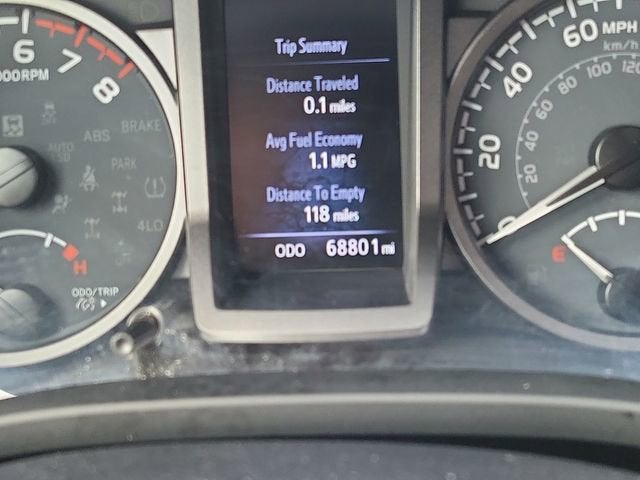 Trip Summary
Distance Traveled
0.1 miles
Avg Fuel Economy
1.1 MPG
Distance To Empty
118 miles
ODO 68801 mi
6
7
8
000RPM
ABS
BRAKE
AUTO
PARK
4LO
H
ODO/TRIP
60 MPH
km/h
40
20
0
20
40
60
80
100
120
E